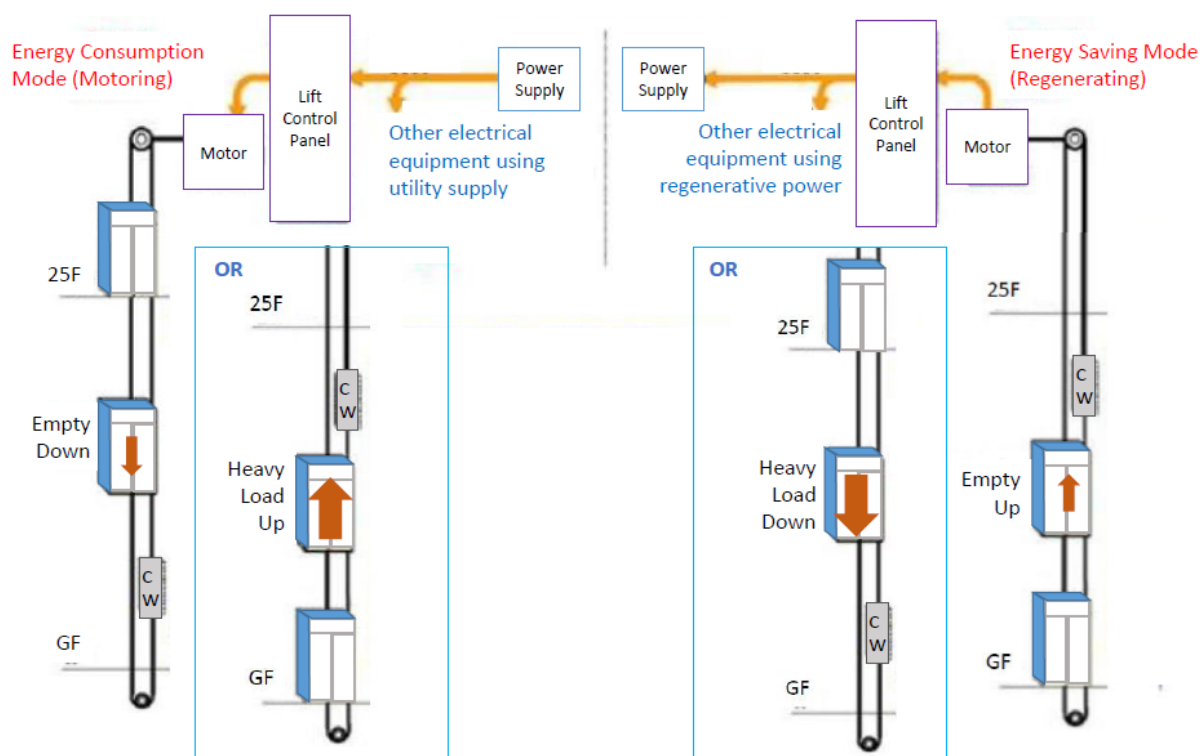 Energy Consumption
Mode (Motoring)
Motor
Lift
Control
Panel
Power
Supply
Other electrical
equipment using
utility supply
25F
Empty
Down
C
W
GF
OR
25F
C
W
Heavy
Load
Up
GF
Power
Supply
Other electrical
equipment using
regenerative power
Lift
Control
Panel
Motor
Energy Saving Mode
(Regenerating)
OR
25F
Heavy
Load
Down
C
W
GF
25F
C
W
Empty
Up
GF